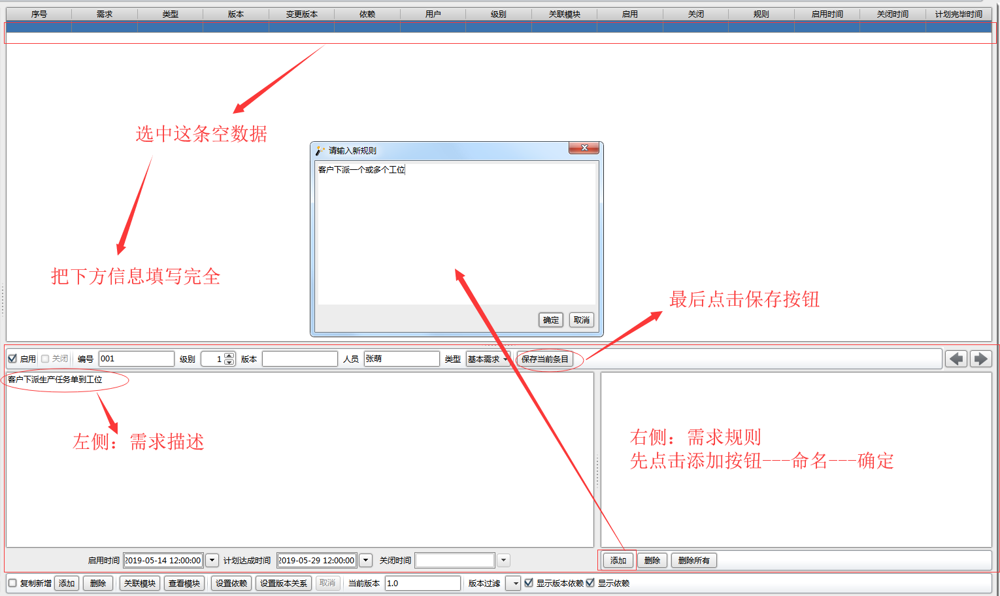 序号 需求 类型 版本 变更版本 依赖 用户 级别 关联模块 启用 关闭 规则 启用时间 关闭时间 计划完毕时间
选中这条空数据
请输入新规则
客户下派一个或多个工位
把下方信息填写完全
最后点击保存按钮
确定 取消
启用 关闭 编号 001 级别 1 版本 人员 张萌 类型 基本需求 保存当前条目
客户下派生产任务单到工位
左侧：需求描述
右侧：需求规则
先点击添加按钮---命名---确定
启用时间 2019-05-14 12:00:00 计划达成时间 2019-05-29 12:00:00 关闭时间
添加 删除 删除所有
复制新增 添加 删除 关联模块 查看模块 设置依赖 设置版本关系 取消 当前版本 1.0 版本过滤 显示版本依赖 显示依赖